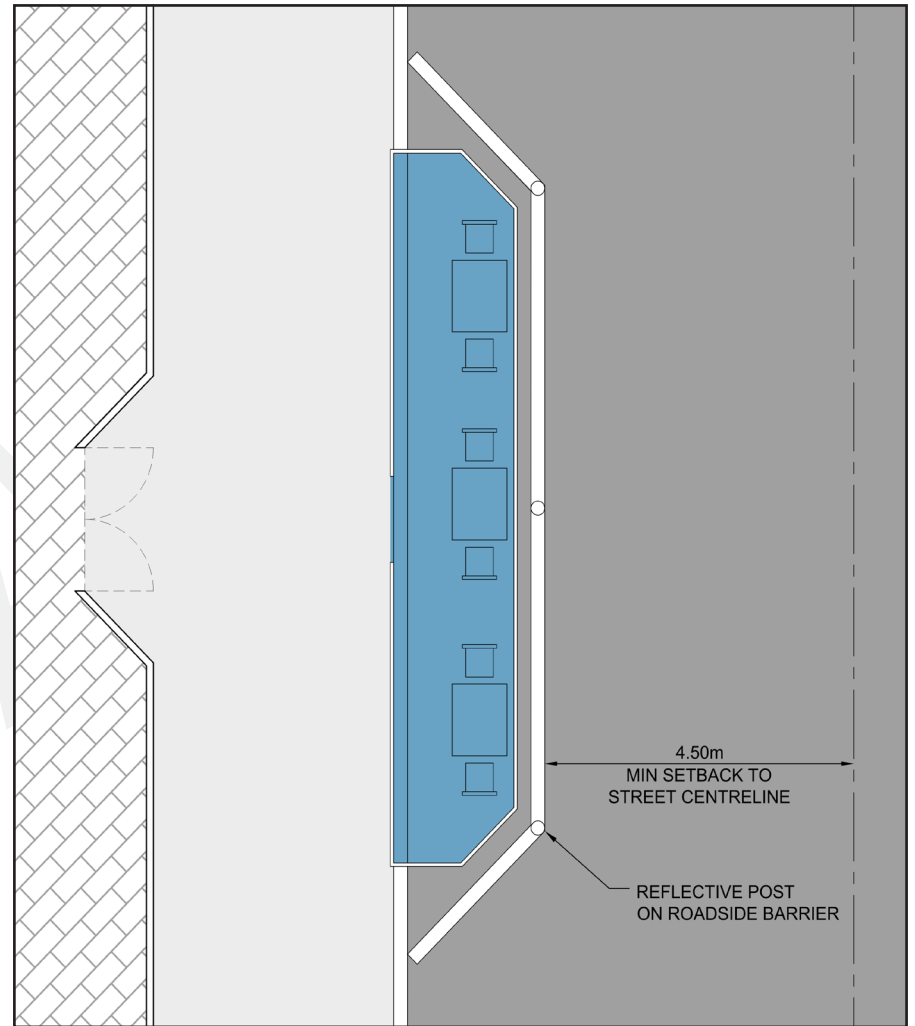 4.50m
MIN SETBACK TO
STREET CENTRELINE
REFLECTIVE POST
ON ROADSIDE BARRIER